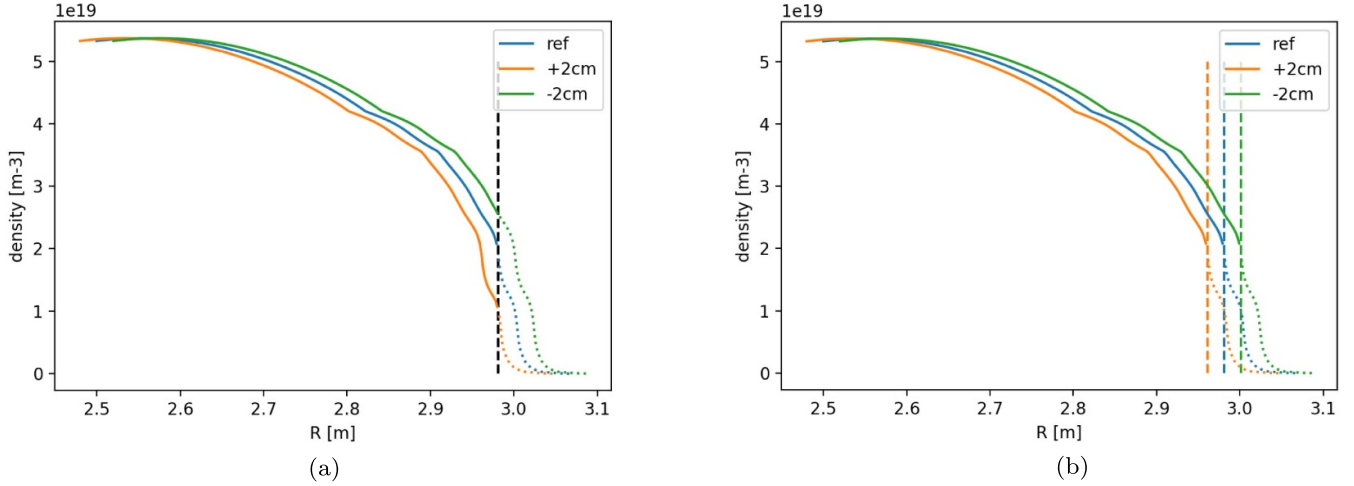 1e19
ref
+2cm
-2cm
5
4
3
2
1
0
density [m-3]
2.5 2.6 2.7 2.8 2.9 3.0 3.1
R [m]
(a)
1e19
ref
+2cm
-2cm
5
4
3
2
1
0
density [m-3]
2.5 2.6 2.7 2.8 2.9 3.0 3.1
R [m]
(b)